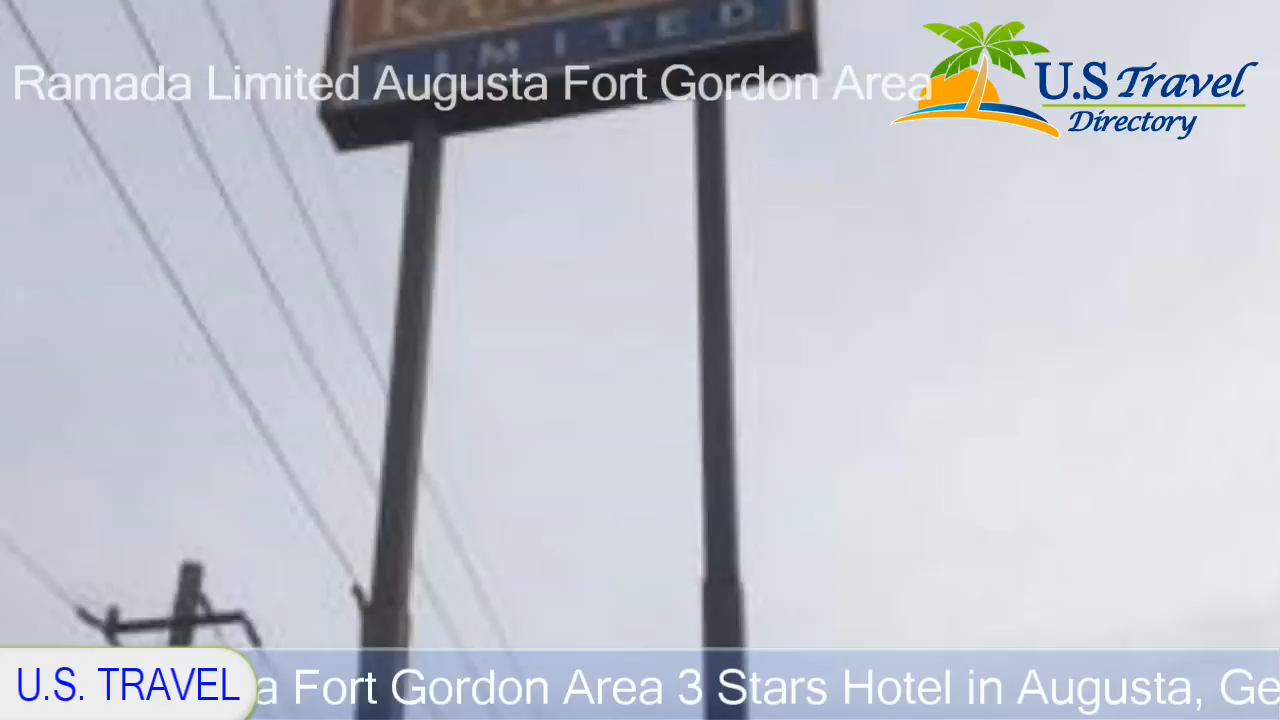 LIMITED
Ramada Limited Augusta Fort Gordon Area
U.S Travel
Directory
U.S. TRAVEL
a Fort Gordon Area 3 Stars Hotel in Augusta, Ge